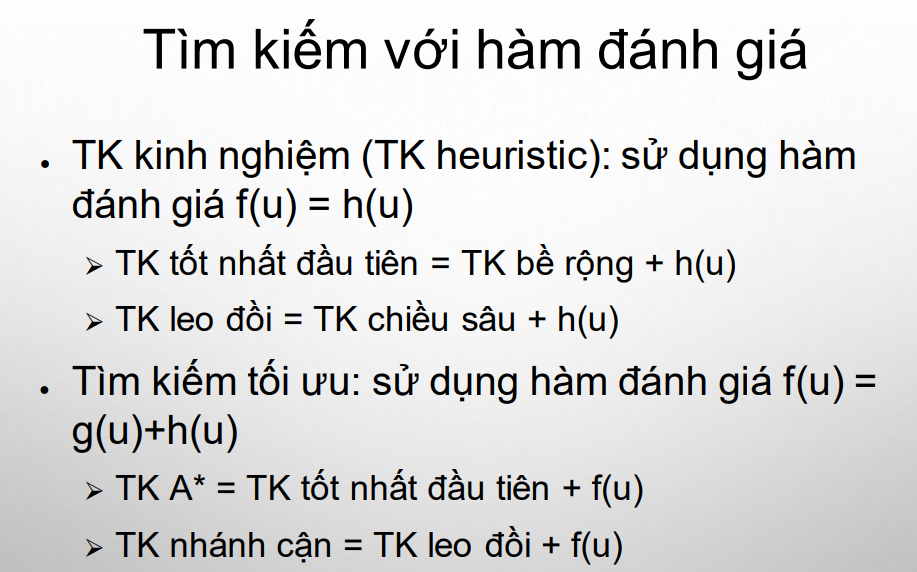 Tìm kiếm với hàm đánh giá
• TK kinh nghiệm (TK heuristic): sử dụng hàm
đánh giá f(u) = h(u)
➢ TK tốt nhất đầu tiên = TK bề rộng + h(u)
➢ TK leo đồi = TK chiều sâu + h(u)
• Tìm kiếm tối ưu: sử dụng hàm đánh giá f(u) =
g(u)+h(u)
➢ TK A* = TK tốt nhất đầu tiên + f(u)
➢ TK nhánh cận = TK leo đồi + f(u)